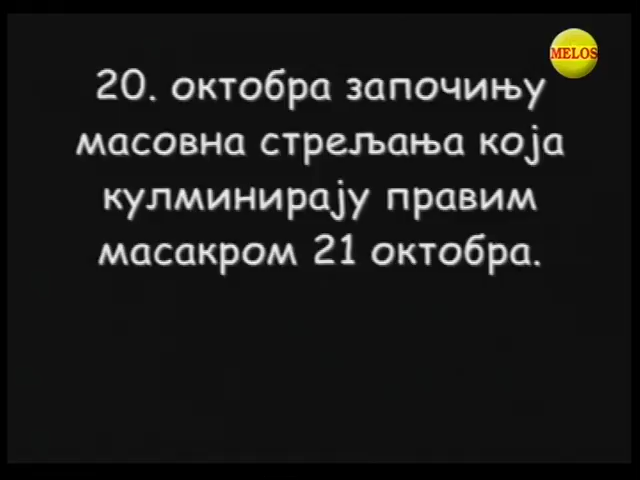 MELOS
20. октобра започињу
масовна стрељања која
кулминирају правим
масакром 21 октобра.